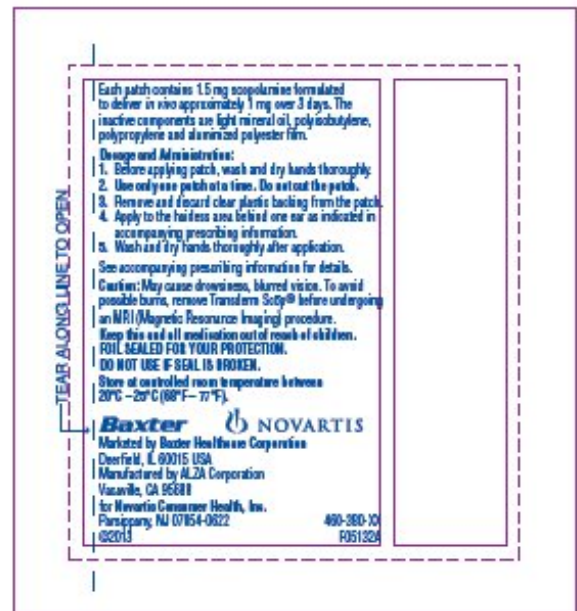 TEAR ALONG LINE TO OPEN
Each patch contains 1.5 mg scopolamine formulated
to deliver in vivo approximately 1 mg over 3 days. The
inactive components are light mineral oil, polyisobutylene,
polypropylene and aluminized polyester film.
Dosage and Administration:
1. Before applying patch, wash and dry hands thoroughly.
2. Use only one patch at a time. Do not cut the patch.
3. Remove and discard clear plastic backing from the patch.
4. Apply to the hairless area behind one ear as indicated in
accompanying prescribing information.
5. Wash and dry hands thoroughly after application.
See accompanying prescribing information for details.
Caution: May cause drowsiness, blurred vision. To avoid
possible burns, remove Transderm Scōp® before undergoing
an MRI (Magnetic Resonance Imaging) procedure.
Keep this and all medication out of reach of children.
FOIL SEALED FOR YOUR PROTECTION.
DO NOT USE IF SEAL IS BROKEN.
Store at controlled room temperature between
20°C – 25°C (68°F – 77°F).
Baxter NOVARTIS
Marketed by Baxter Healthcare Corporation
Deerfield, IL 60015 USA
Manufactured by ALZA Corporation
Vacaville, CA 95688
for Novartis Consumer Health, Inc.
Parsippany, NJ 07054-0622 460-380-XX
©2013 F05132A